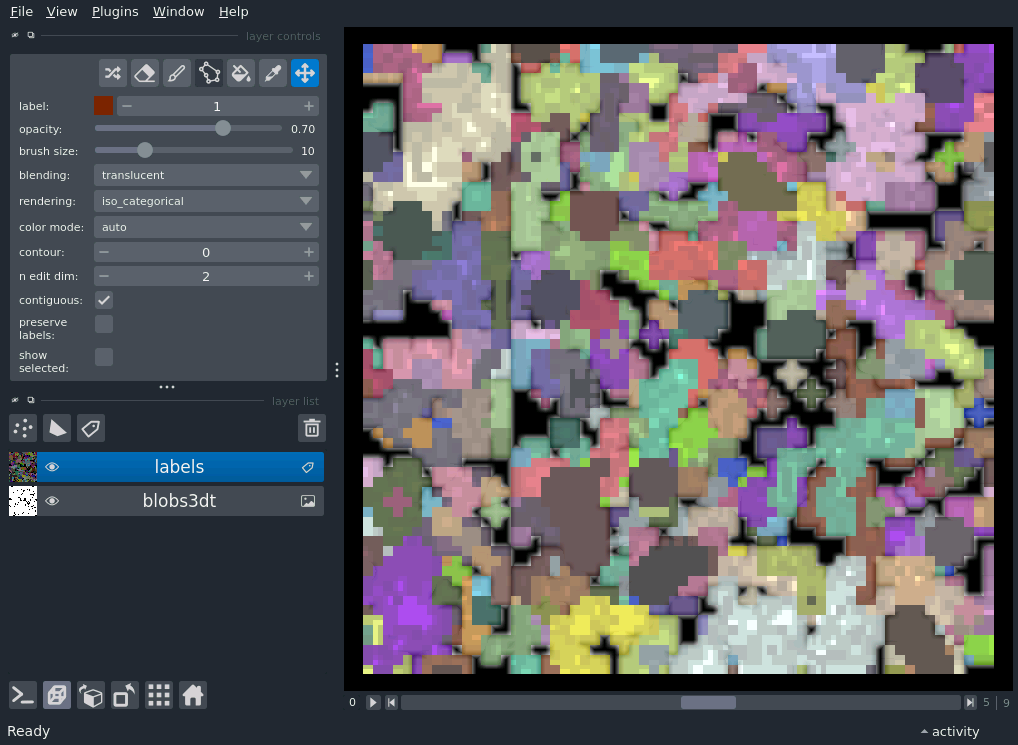 File View Plugins Window Help
layer controls
label: 1
opacity: 0.70
brush size: 10
blending: translucent
rendering: iso_categorical
color mode: auto
contour: 0
n edit dim: 2
contiguous:
preserve
labels:
show
selected:
layer list
labels
blobs3dt
0 5 | 9
Ready activity